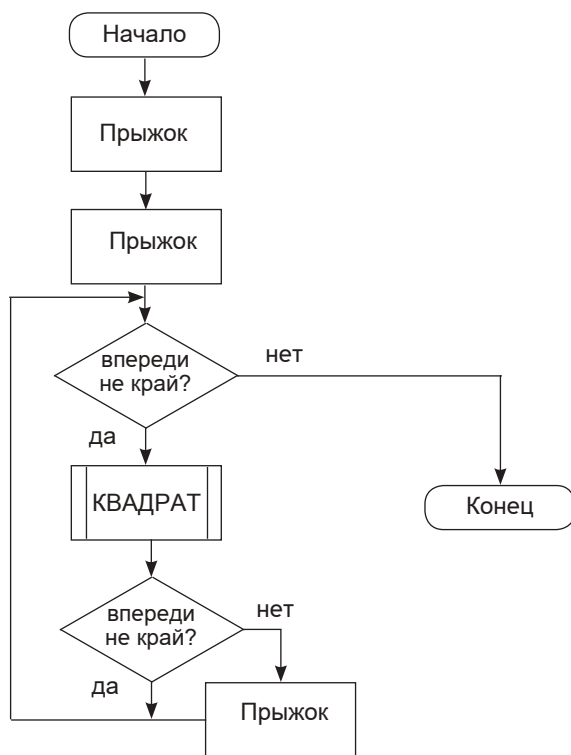 Начало
Прыжок
Прыжок
впереди
не край?
нет
да
КВАДРАТ
Конец
впереди
не край?
нет
да
Прыжок